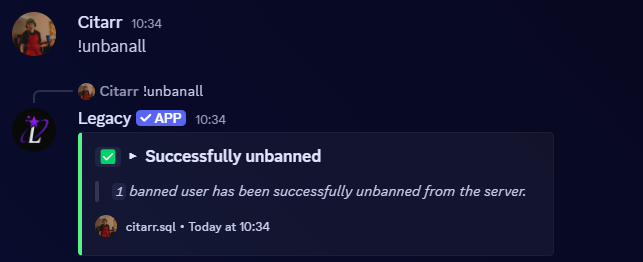 Citarr 10:34
!unbanall
Citarr !unbanall
Legacy ✓ APP 10:34
✅ ► Successfully unbanned
1 banned user has been successfully unbanned from the server.
citarr.sql • Today at 10:34